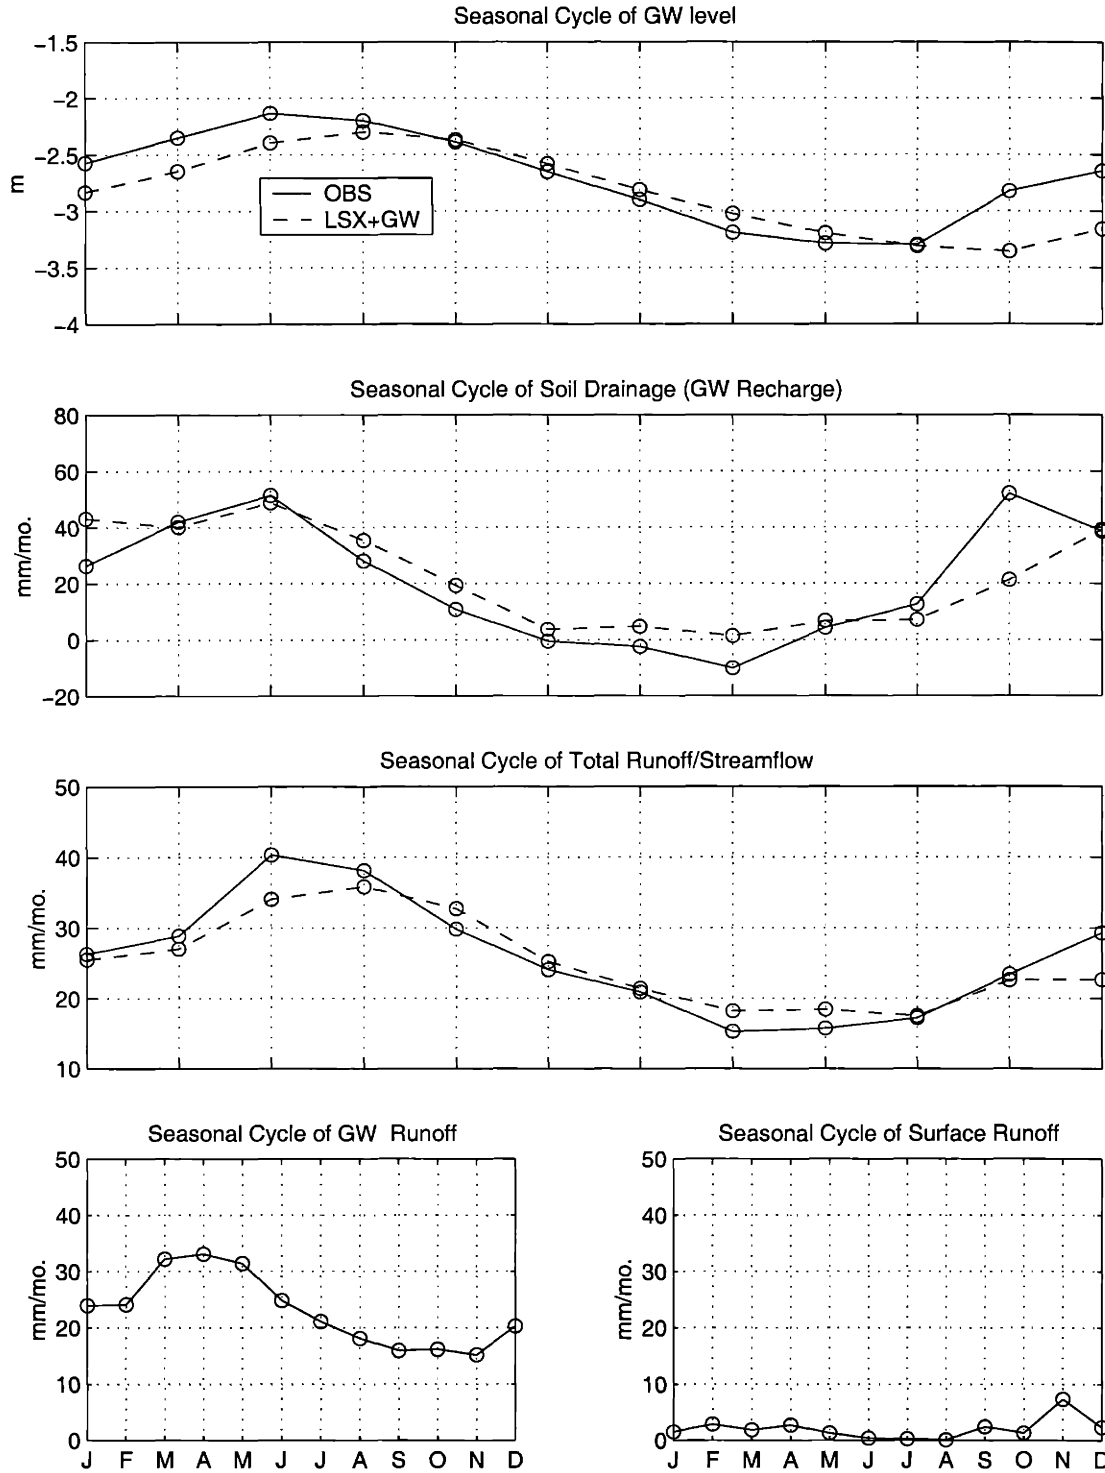 Seasonal Cycle of GW level
−1.5
−2
−2.5
−3
−3.5
−4
m
OBS
LSX+GW
Seasonal Cycle of Soil Drainage (GW Recharge)
80
60
40
20
0
−20
mm/mo.
Seasonal Cycle of Total Runoff/Streamflow
50
40
30
20
10
mm/mo.
Seasonal Cycle of GW Runoff
50
40
30
20
10
0
mm/mo.
J F M A M J J A S O N D
Seasonal Cycle of Surface Runoff
50
40
30
20
10
0
mm/mo.
J F M A M J J A S O N D